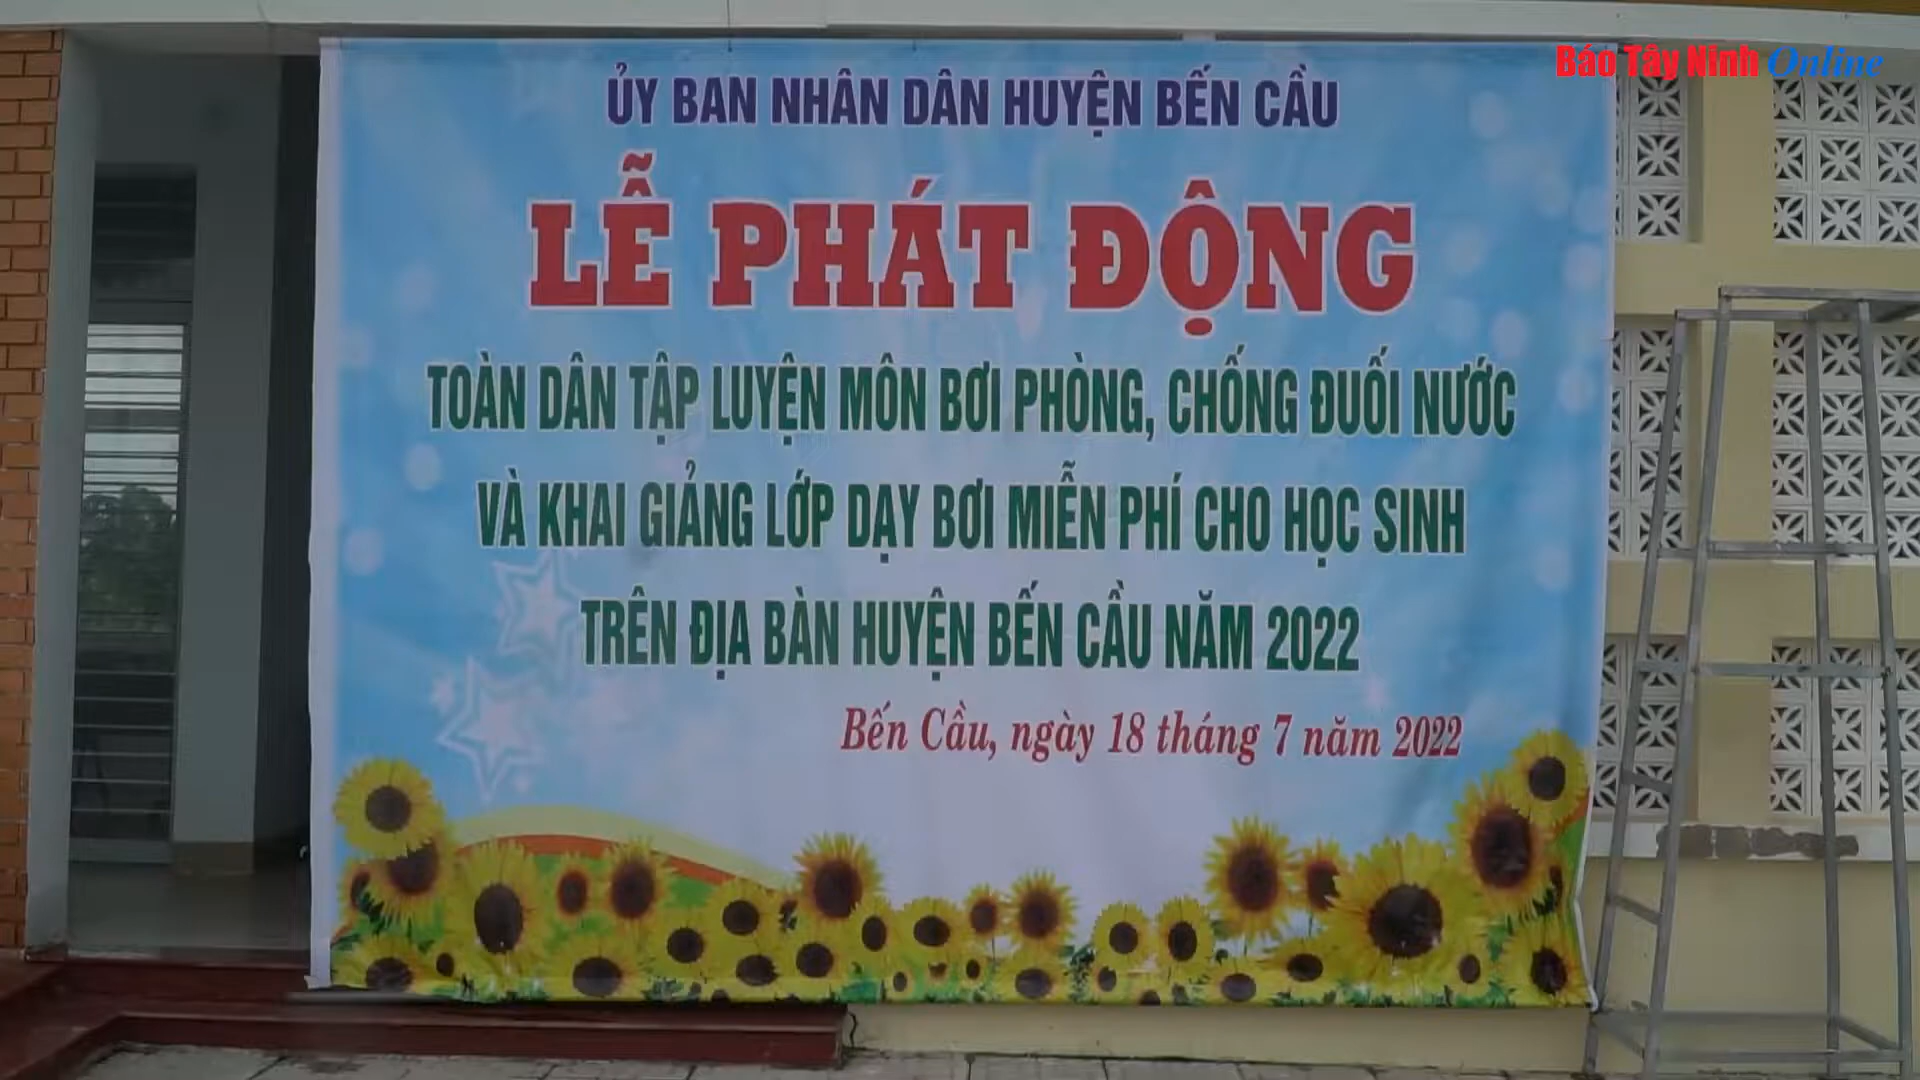 Báo Tây Ninh Online
ỦY BAN NHÂN DÂN HUYỆN BẾN CẦU
LỄ PHÁT ĐỘNG
TOÀN DÂN TẬP LUYỆN MÔN BƠI PHÒNG, CHỐNG ĐUỐI NƯỚC
VÀ KHAI GIẢNG LỚP DẠY BƠI MIỄN PHÍ CHO HỌC SINH
TRÊN ĐỊA BÀN HUYỆN BẾN CẦU NĂM 2022
Bến Cầu, ngày 18 tháng 7 năm 2022